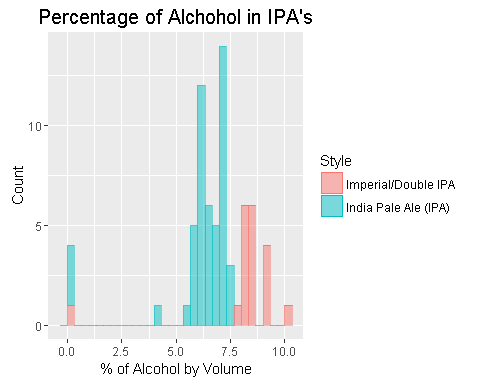 Percentage of Alchohol in IPA's
Count
10
5
0
0.0 2.5 5.0 7.5 10.0
% of Alcohol by Volume
Style
Imperial/Double IPA
India Pale Ale (IPA)